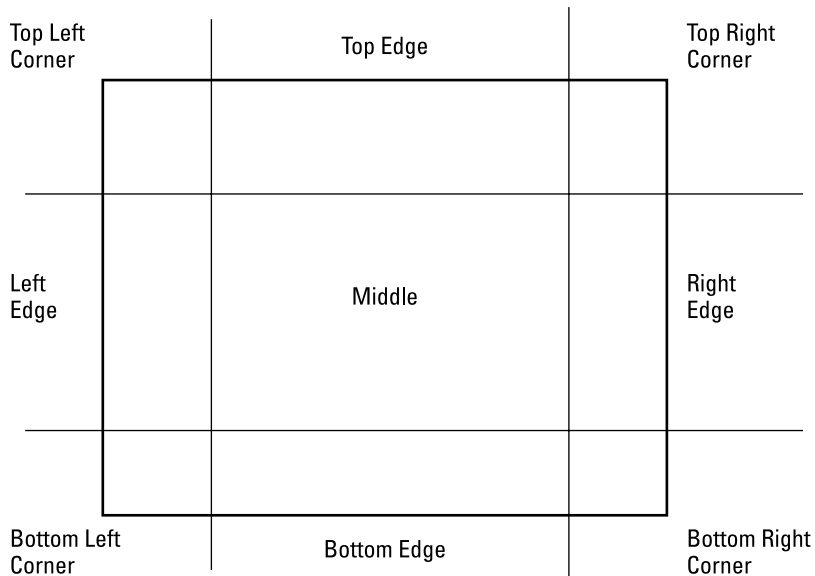 Top Left
Corner
Top Edge
Top Right
Corner
Left
Edge
Middle
Right
Edge
Bottom Left
Corner
Bottom Edge
Bottom Right
Corner